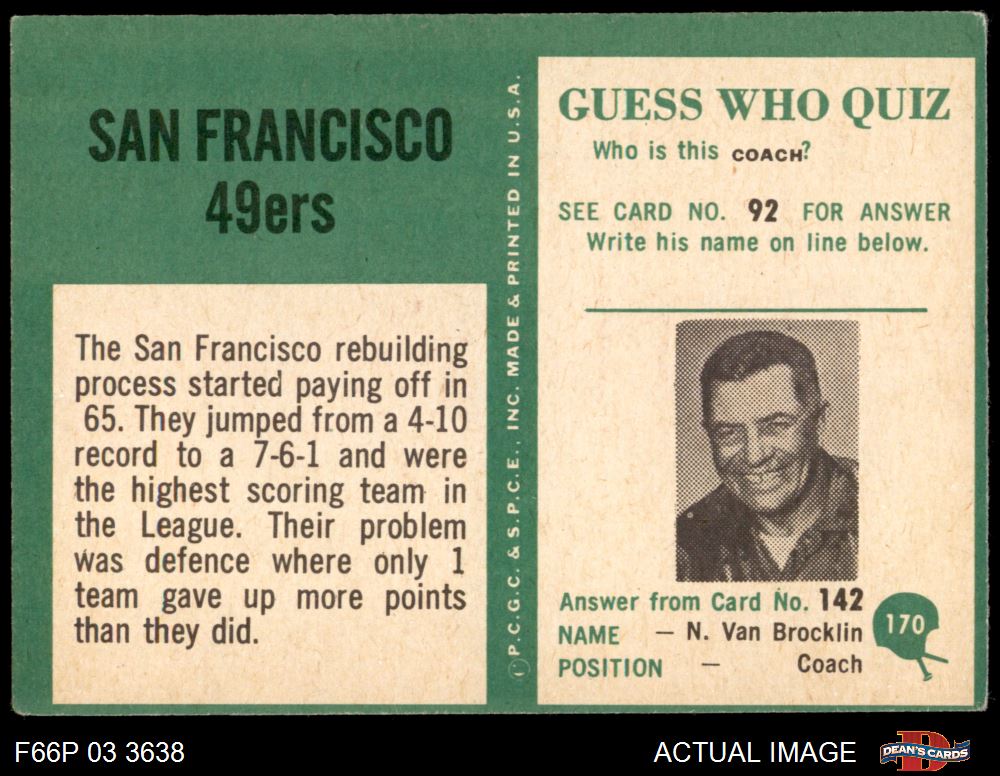 SAN FRANCISCO
49ers
The San Francisco rebuilding
process started paying off in
65. They jumped from a 4-10
record to a 7-6-1 and were
the highest scoring team in
the League. Their problem
was defence where only 1
team gave up more points
than they did.
P.C.G.C. & S.P.C.E., INC. MADE & PRINTED IN U.S.A.
GUESS WHO QUIZ
Who is this COACH?
SEE CARD NO. 92 FOR ANSWER
Write his name on line below.
Answer from Card No. 142
NAME — N. Van Brocklin
POSITION — Coach
170
F66P 03 3638
ACTUAL IMAGE
D
DEAN'S CARDS